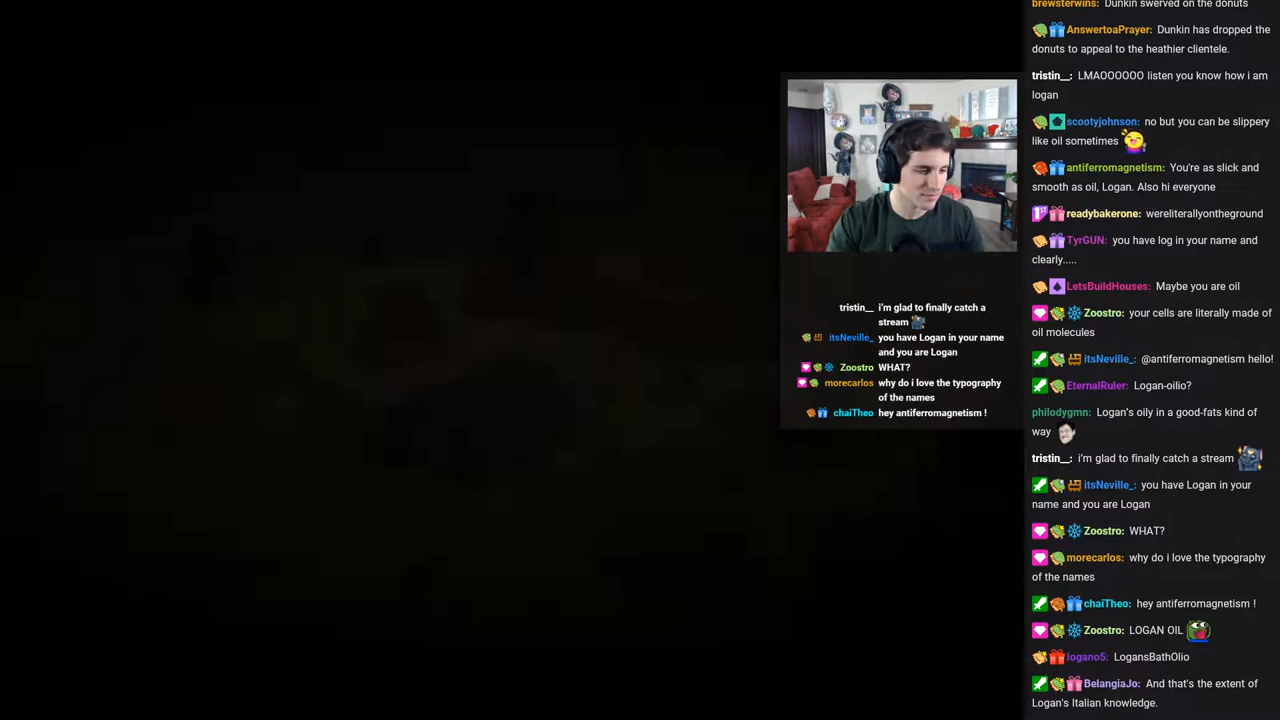 tristin__ i'm glad to finally catch a
stream
itsNeville_ you have Logan in your name
and you are Logan
Zoostro WHAT?
morecarlos why do i love the typography
of the names
chaiTheo hey antiferromagnetism !
brewsterwins: Dunkin swerved on the donuts
AnswertoaPrayer: Dunkin has dropped the
donuts to appeal to the heathier clientele.
tristin__: LMAOOOOOO listen you know how i am
logan
scootyjohnson: no but you can be slippery
like oil sometimes
antiferromagnetism: You're as slick and
smooth as oil, Logan. Also hi everyone
readybakerone: wereliterallyontheground
TyrGUN: you have log in your name and
clearly.....
LetsBuildHouses: Maybe you are oil
Zoostro: your cells are literally made of
oil molecules
itsNeville_: @antiferromagnetism hello!
EternalRuler: Logan-oilio?
philodygmn: Logan's oily in a good-fats kind of
way
tristin__: i'm glad to finally catch a stream
itsNeville_: you have Logan in your
name and you are Logan
Zoostro: WHAT?
morecarlos: why do i love the typography
of the names
chaiTheo: hey antiferromagnetism !
Zoostro: LOGAN OIL
logano5: LogansBathOlio
BelangiaJo: And that's the extent of
Logan's Italian knowledge.